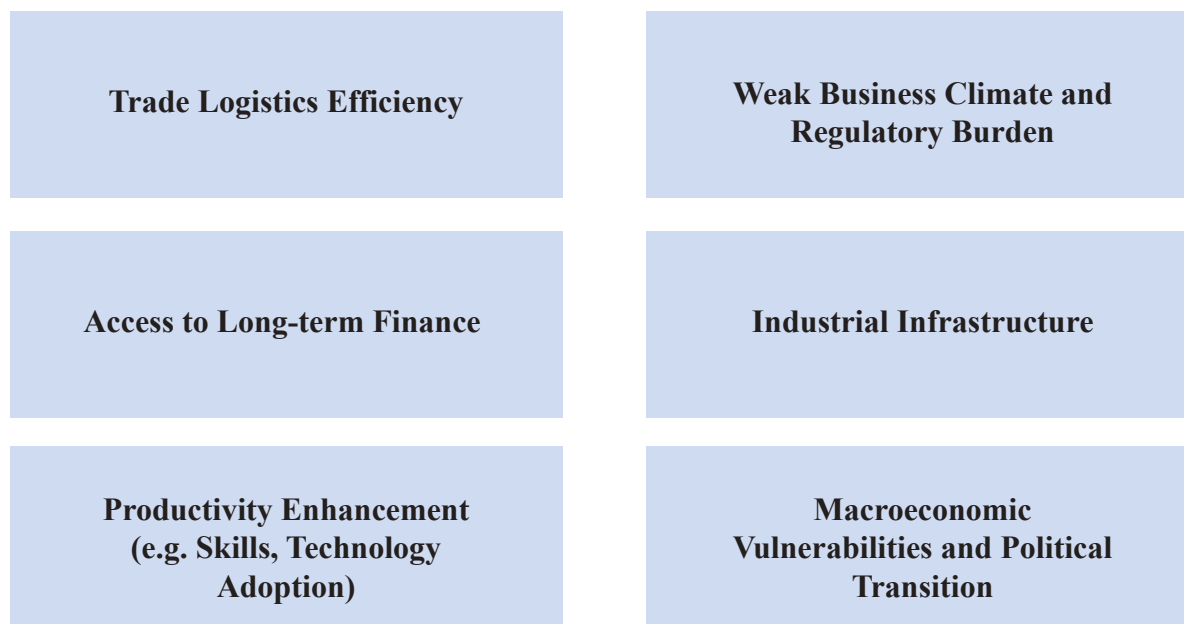 Trade Logistics Efficiency
Weak Business Climate and
Regulatory Burden
Access to Long-term Finance
Industrial Infrastructure
Productivity Enhancement
(e.g. Skills, Technology
Adoption)
Macroeconomic
Vulnerabilities and Political
Transition